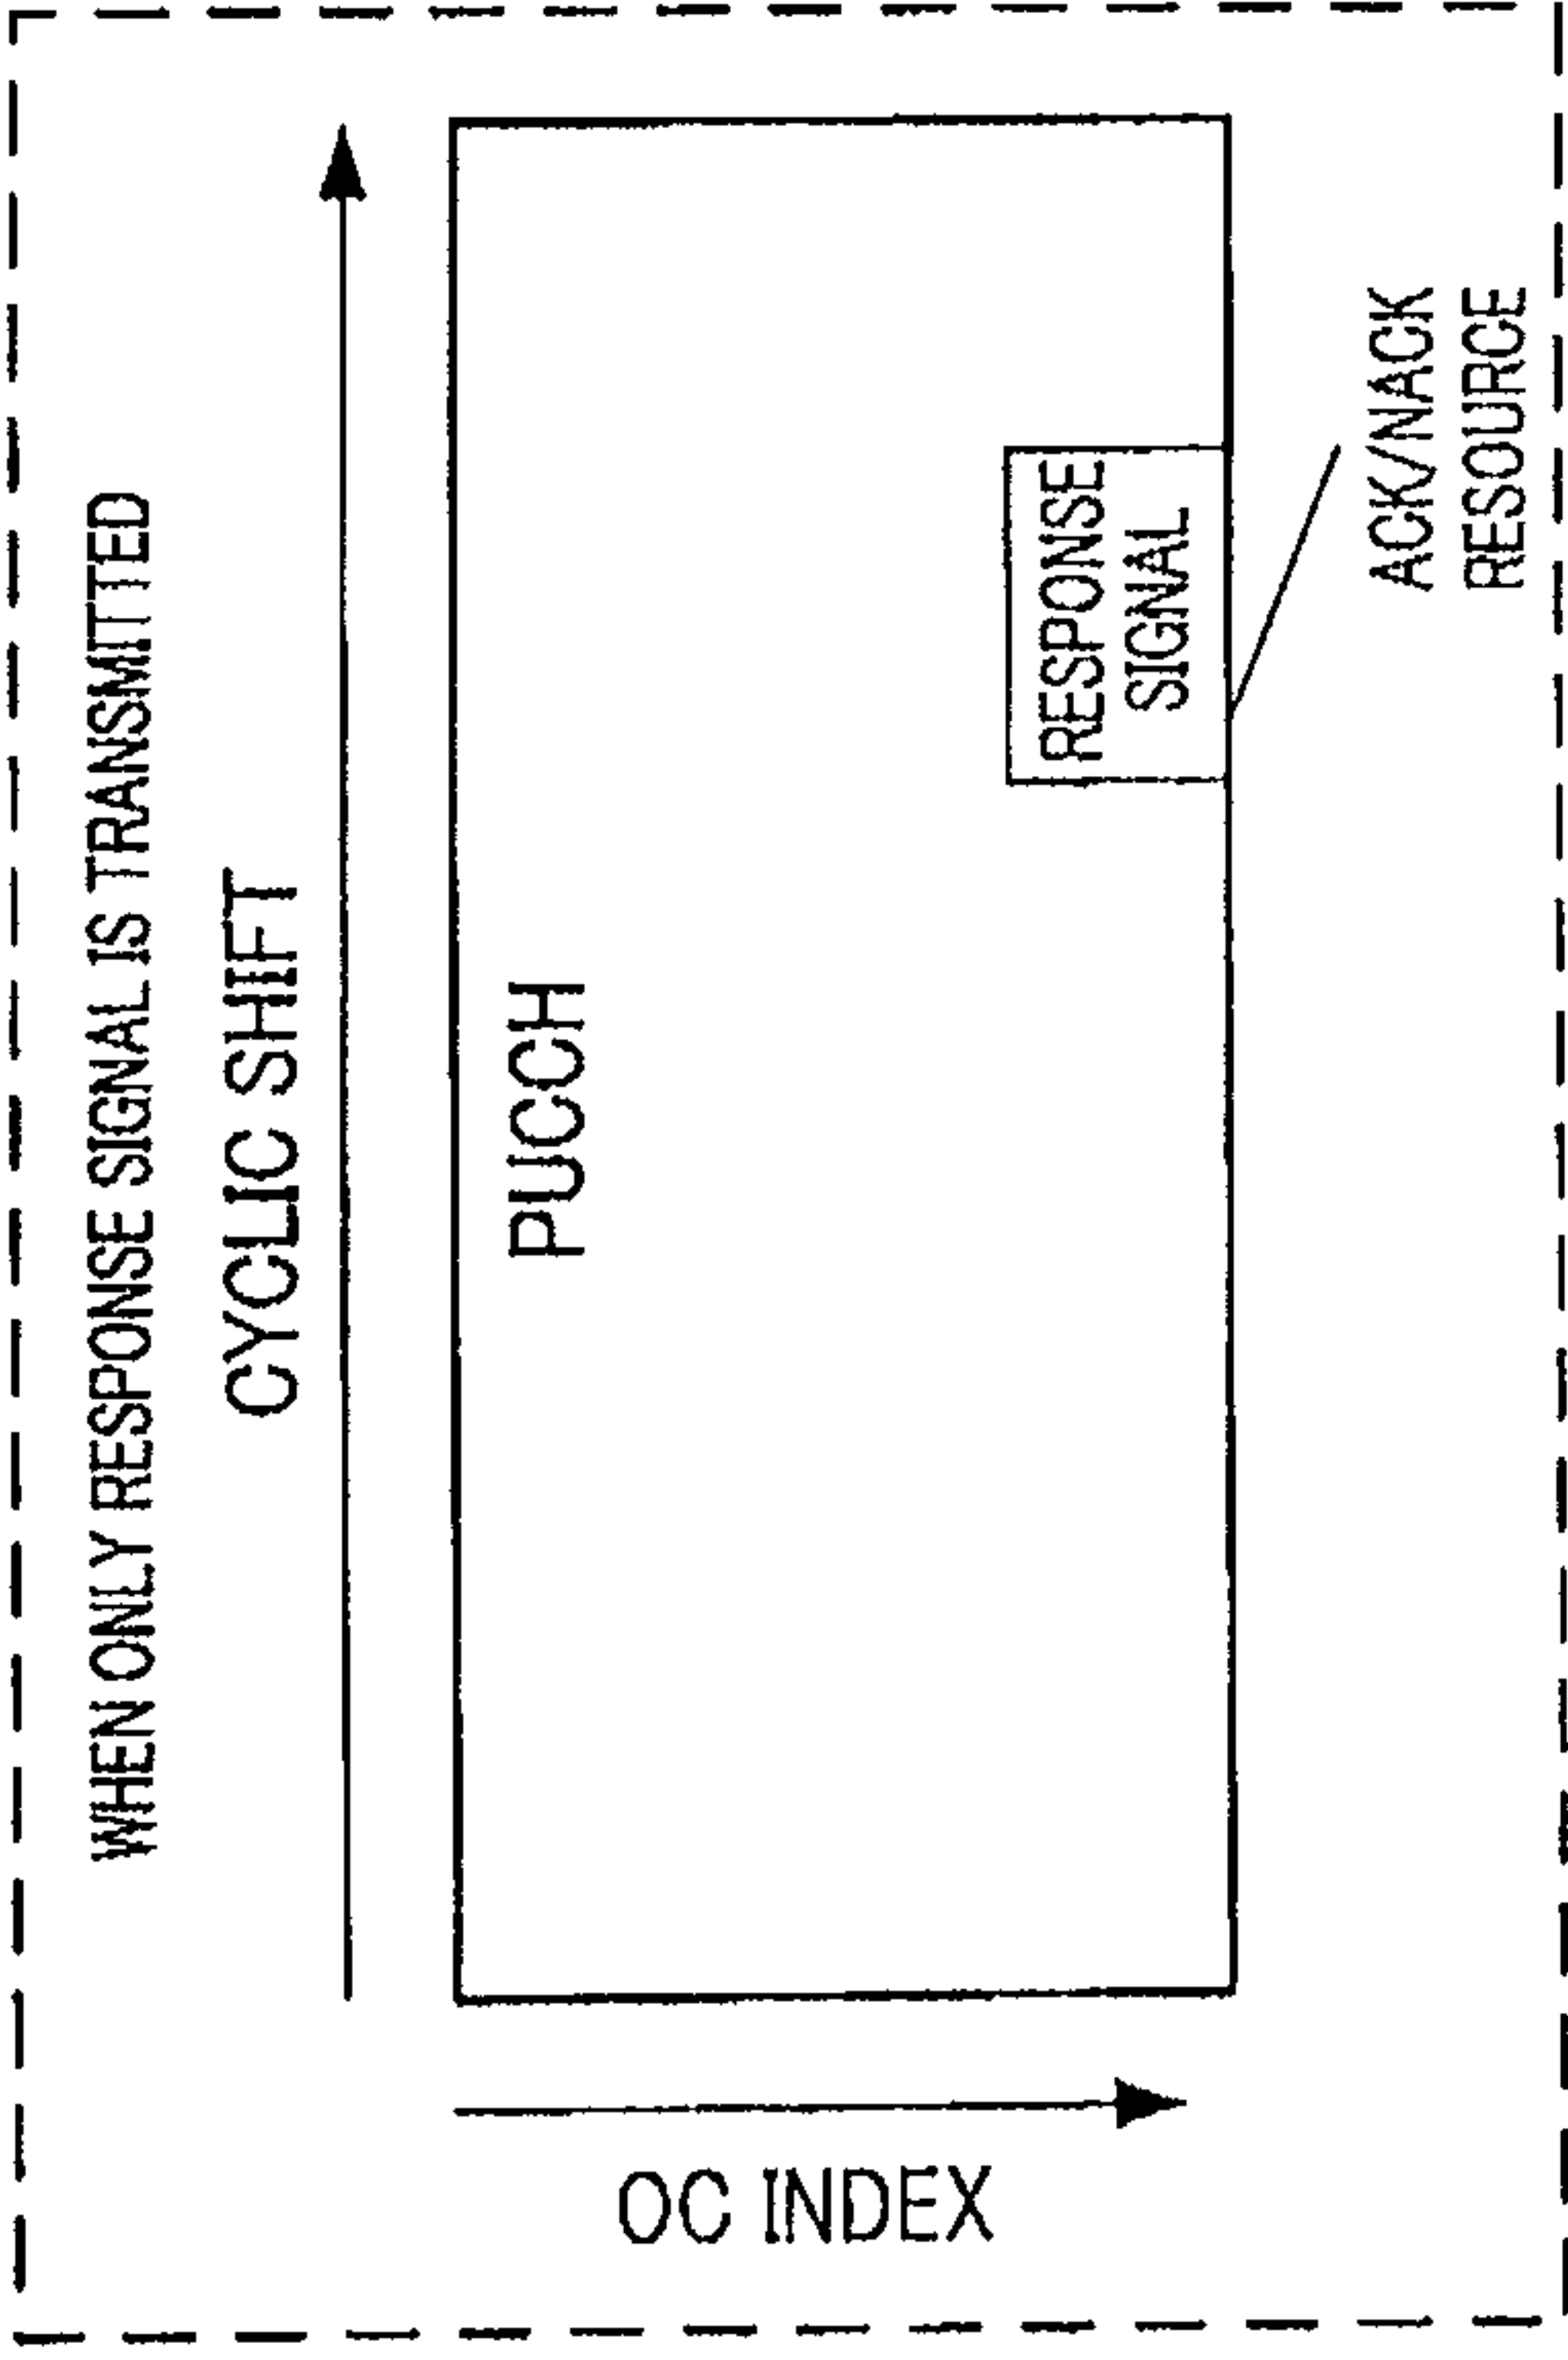 WHEN ONLY RESPONSE SIGNAL IS TRANSMITTED
CYCLIC SHIFT
PUCCH
RESPONSE
SIGNAL
ACK/NACK
RESOURCE
OC INDEX